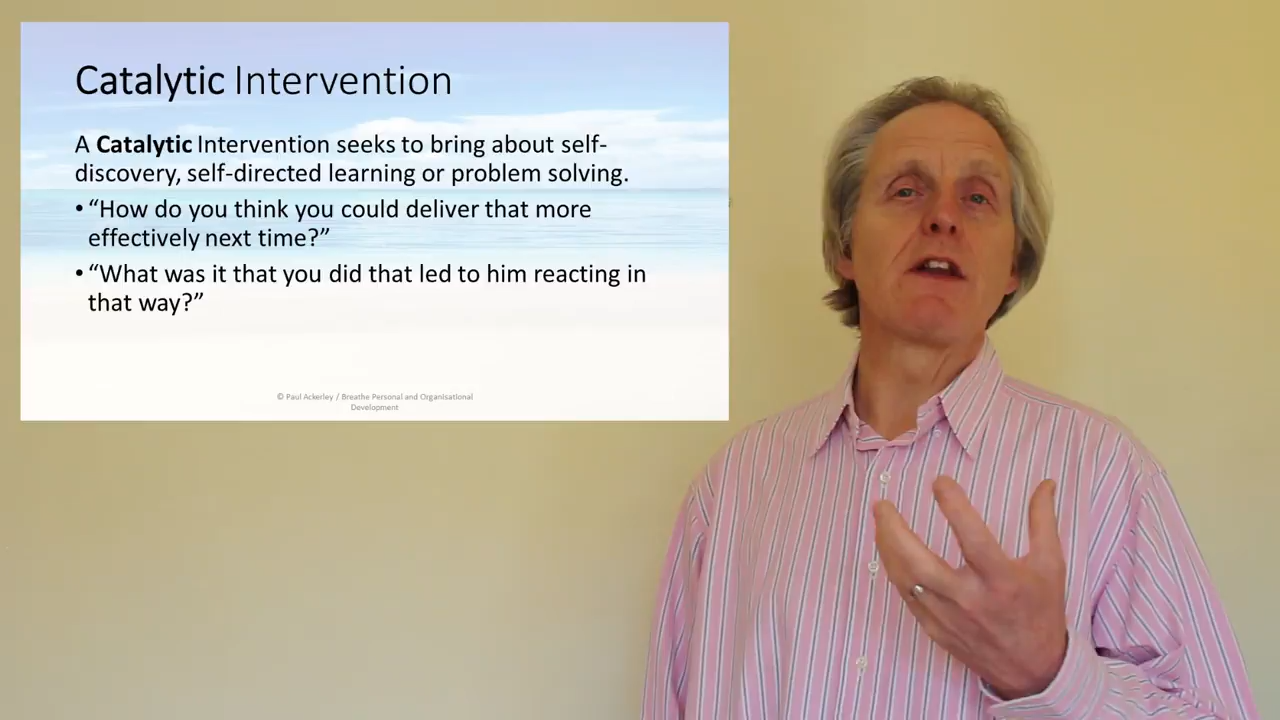 Catalytic Intervention
A Catalytic Intervention seeks to bring about self-
discovery, self-directed learning or problem solving.
• “How do you think you could deliver that more
effectively next time?”
• “What was it that you did that led to him reacting in
that way?”
© Paul Ackerley / Breathe Personal and Organisational
Development